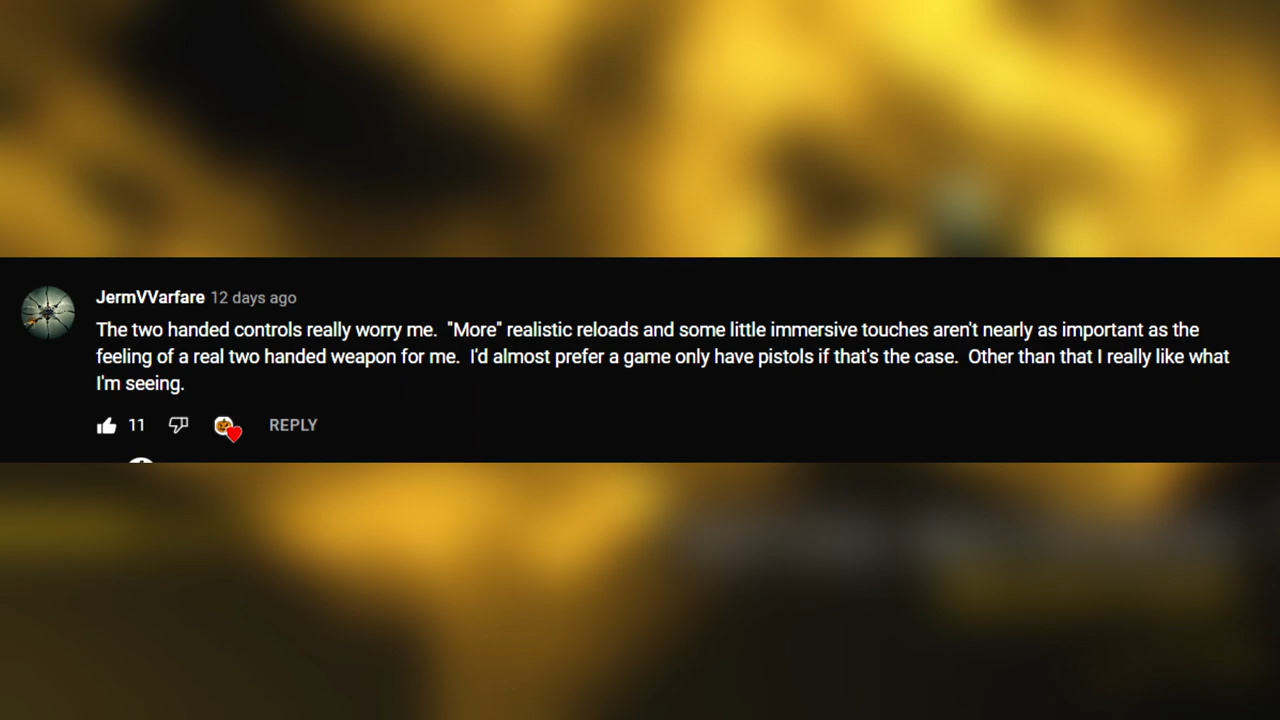 JermVVarfare 12 days ago
The two handed controls really worry me.  "More" realistic reloads and some little immersive touches aren't nearly as important as the
feeling of a real two handed weapon for me.  I'd almost prefer a game only have pistols if that's the case.  Other than that I really like what
I'm seeing.
11 REPLY